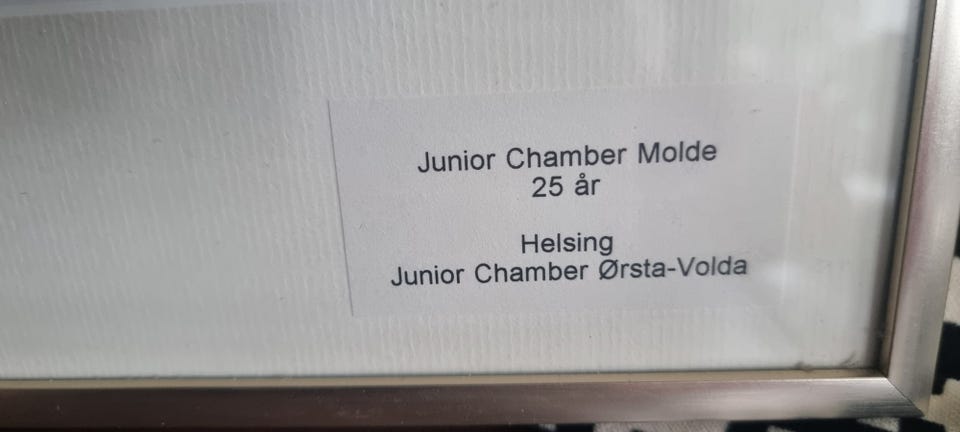 Junior Chamber Molde
25 år
Helsing
Junior Chamber Ørsta-Volda